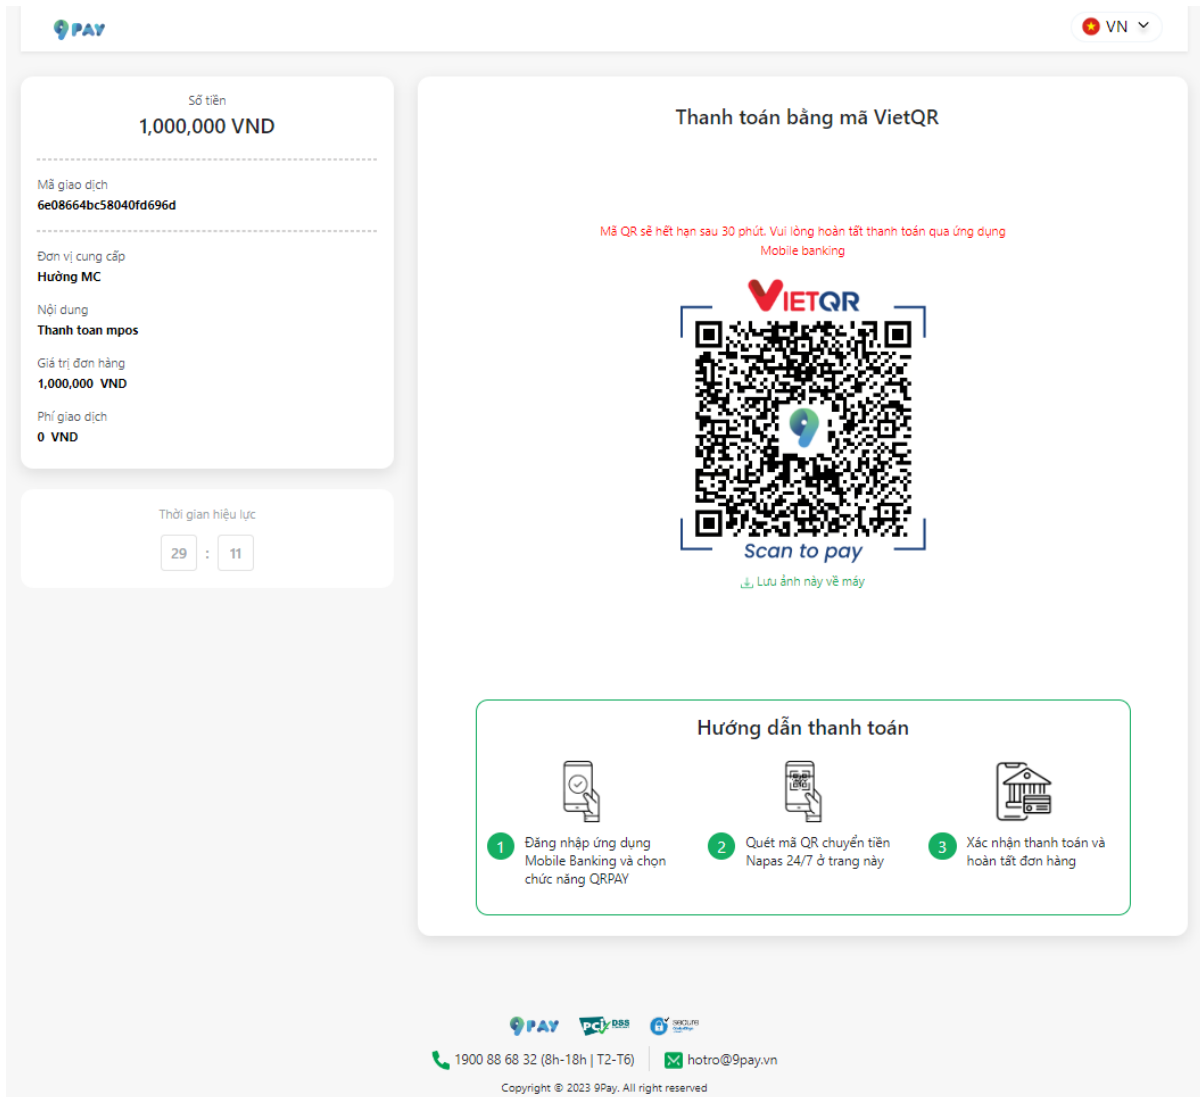 9PAY
VN
Số tiền
1,000,000 VND
Mã giao dịch
6e08664bc58040fd696d
Đơn vị cung cấp
Hường MC
Nội dung
Thanh toan mpos
Giá trị đơn hàng
1,000,000 VND
Phí giao dịch
0 VND
Thời gian hiệu lực
29 : 11
Thanh toán bằng mã VietQR
Mã QR sẽ hết hạn sau 30 phút. Vui lòng hoàn tất thanh toán qua ứng dụng
Mobile banking
VIETQR
Scan to pay
Lưu ảnh này về máy
Hướng dẫn thanh toán
1
Đăng nhập ứng dụng
Mobile Banking và chọn
chức năng QRPAY
2
Quét mã QR chuyển tiền
Napas 24/7 ở trang này
3
Xác nhận thanh toán và
hoàn tất đơn hàng
9PAY
PCI DSS
secure
1900 88 68 32 (8h-18h | T2-T6)
hotro@9pay.vn
Copyright © 2023 9Pay. All right reserved